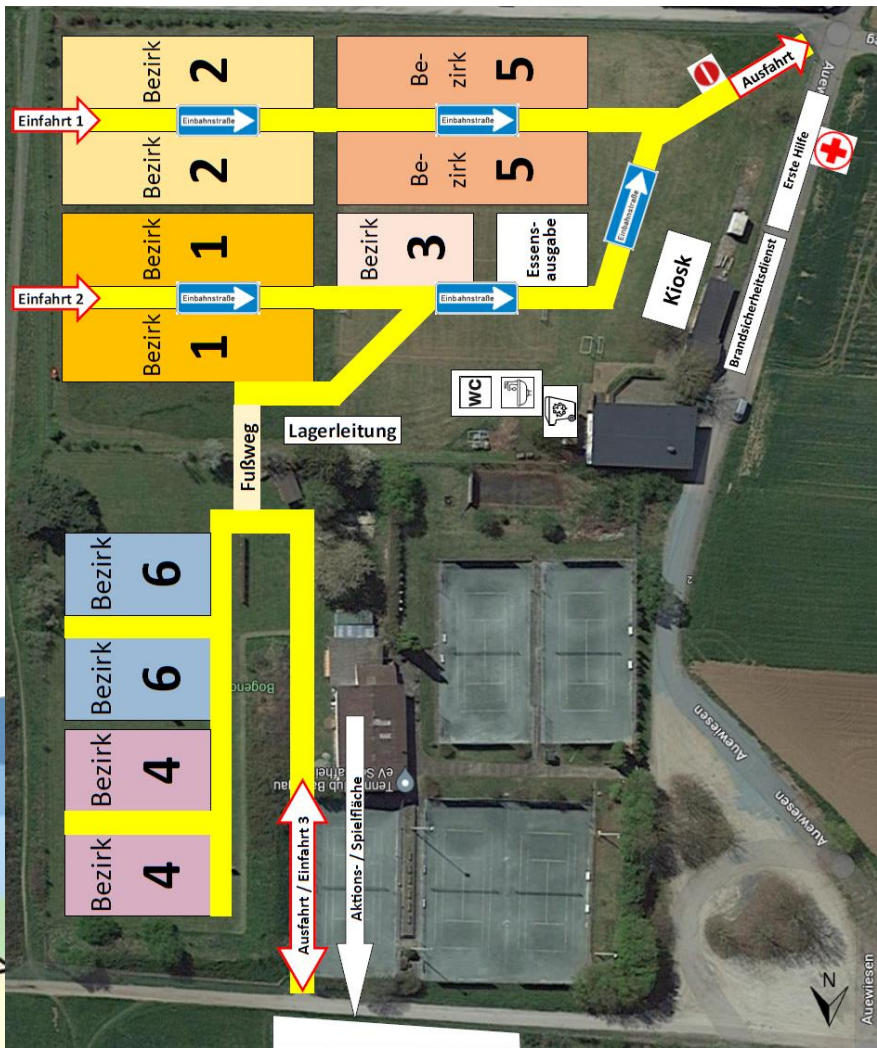 Einfahrt 1
Bezirk
2
Bezirk
2
Be-
zirk
5
Be-
zirk
5
Einbahnstraße
Einbahnstraße
Einfahrt 2
Bezirk
1
Bezirk
1
Bezirk
3
Essens-
ausgabe
Einbahnstraße
Einbahnstraße
Einbahnstraße
Ausfahrt
Erste Hilfe
Brandsicherheitsdienst
Kiosk
WC
Lagerleitung
Fußweg
Bezirk
6
Bezirk
6
Bezirk
4
Bezirk
4
Ausfahrt / Einfahrt 3
Aktions- / Spielfläche
2
Auewiesen
Auewiesen
Auewiesen
N